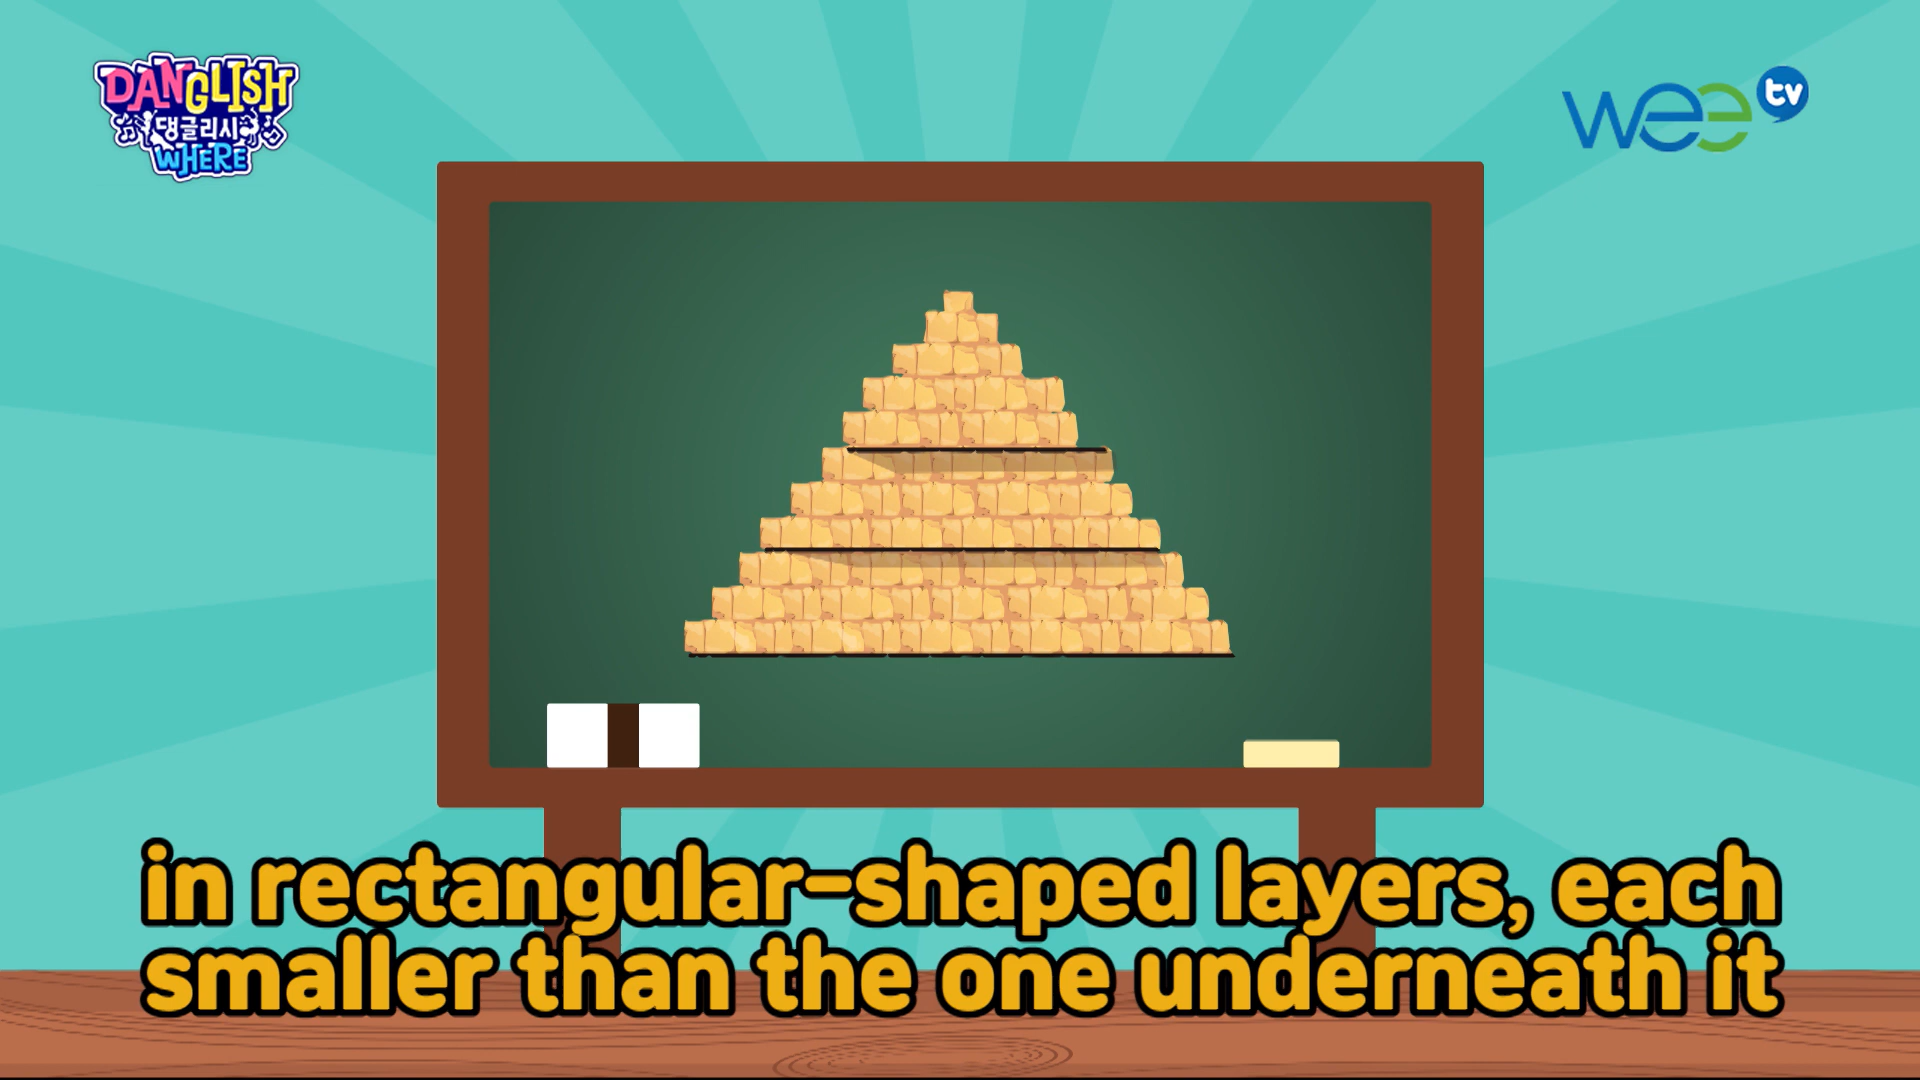 DANGLISH
댕글리시
WHERE
wee tv
in rectangular-shaped layers, each
smaller than the one underneath it